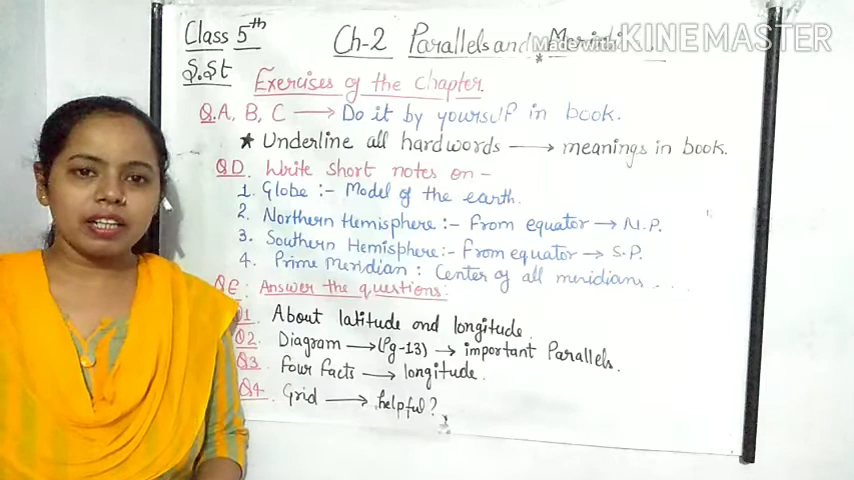 Class 5th Ch-2 Parallels and
Made with KINEMASTER
S.St Exercises of the Chapter.
Q.A, B, C → Do it by yourself in book.
★ Underline all hardwords → meanings in book.
QD. Write short notes on -
1. Globe :- Model of the earth.
2. Northern Hemisphere :- from equator → N.P.
3. Southern Hemisphere :- From equator → S.P.
4. Prime Meridian : Center of all meridians...
QE: Answer the questions:
Q1 About latitude and longitude.
Q2 Diagram → (Pg-13) → important Parallels.
Q3 Four facts → longitude.
Q4 Grid → helpful?